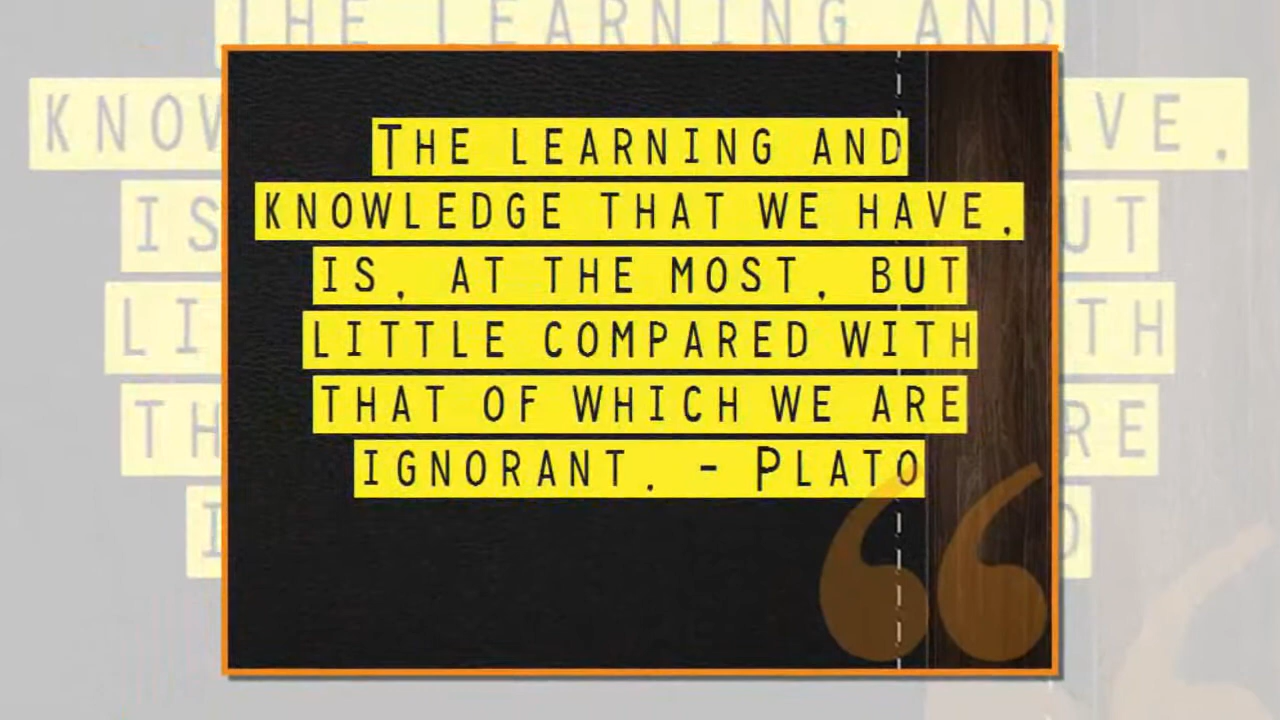 The learning and
knowledge that we have,
is, at the most, but
little compared with
that of which we are
ignorant. - Plato